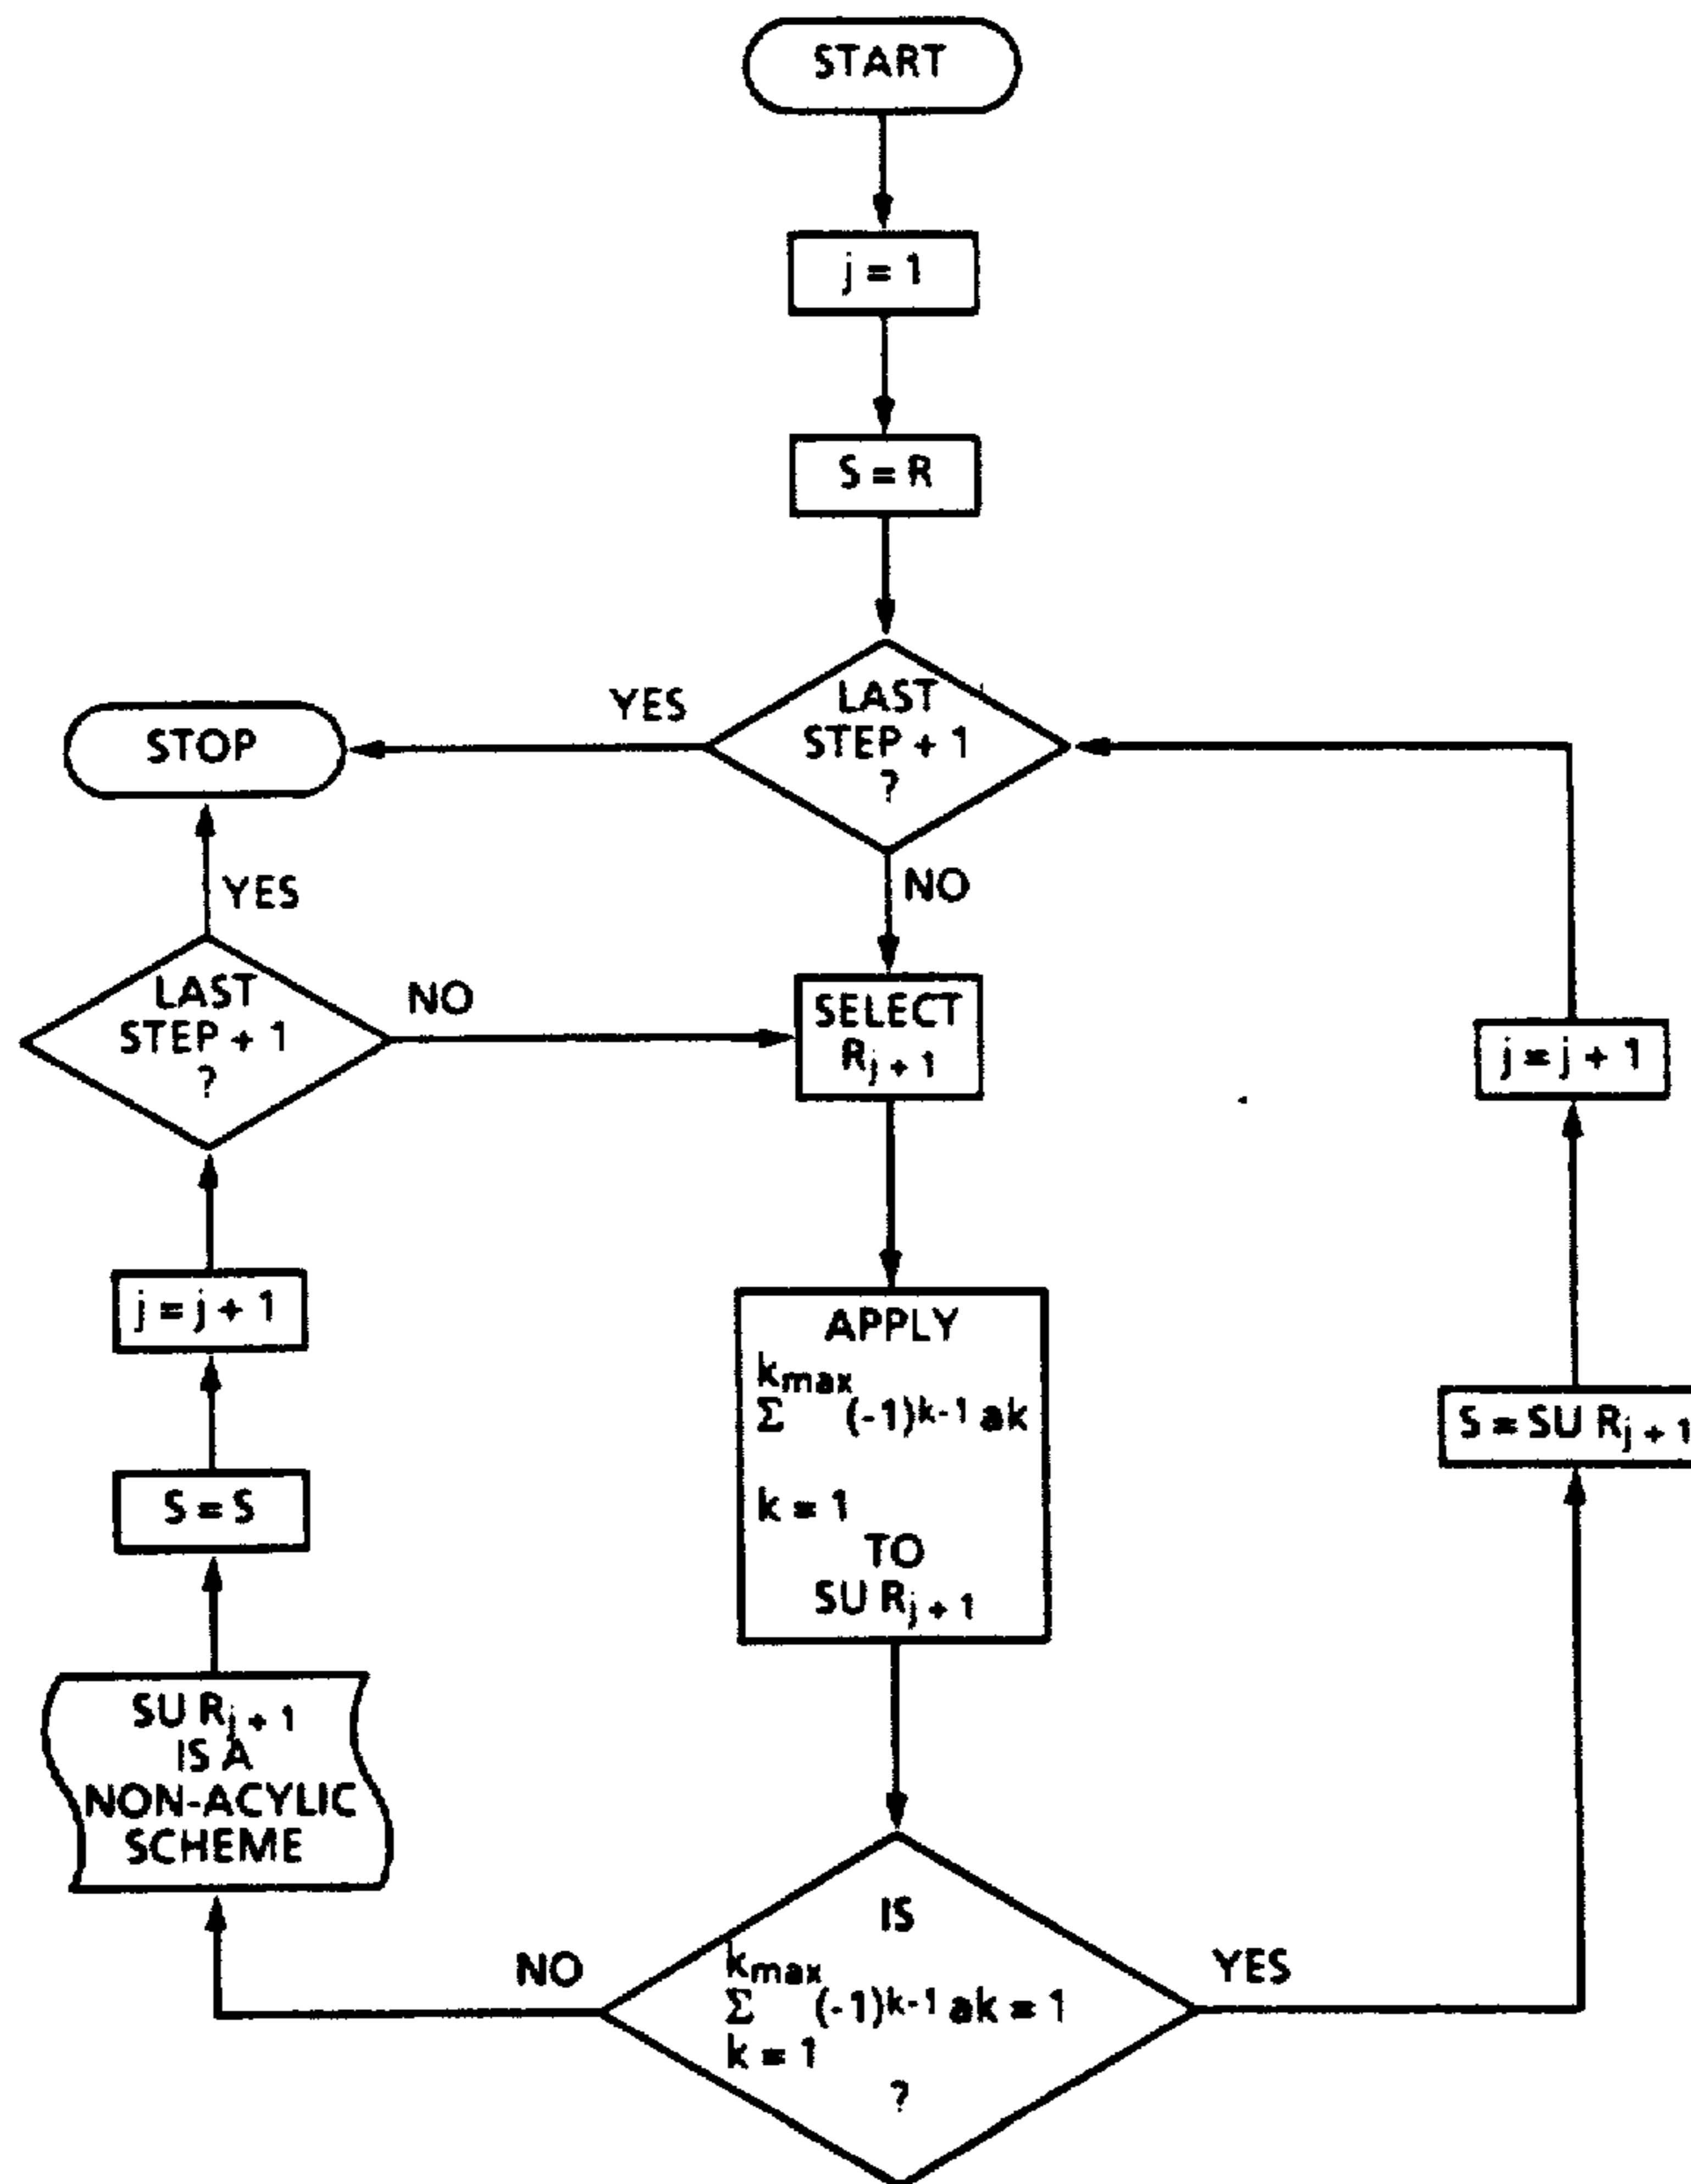 START
j = 1
S = R
LAST
STEP + 1
?
YES
STOP
NO
YES
LAST
STEP + 1
?
NO
SELECT
Rj + 1
j = j + 1
j = j + 1
APPLY
kmax
Σ (-1)k-1 ak
k = 1
TO
SU Rj + 1
S = SU Rj + 1
S = S
SU Rj + 1
IS A
NON-ACYLIC
SCHEME
NO
IS
kmax
Σ (-1)k-1 ak = 1
k = 1
?
YES